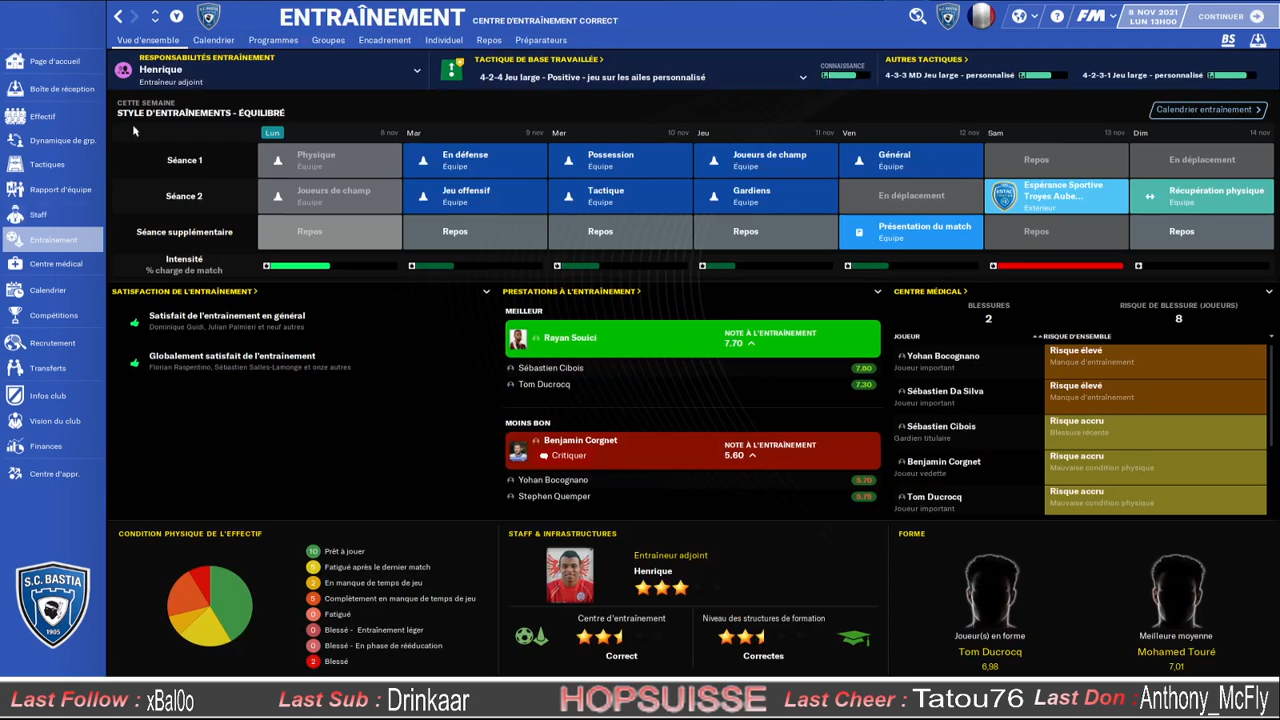 ENTRAÎNEMENT
CENTRE D'ENTRAÎNEMENT CORRECT
FM
8 NOV 2021
LUN 13H00
CONTINUER
Vue d'ensemble
Calendrier
Programmes
Groupes
Encadrement
Individuel
Repos
Préparateurs
BS
Page d'accueil
Boîte de réception
Effectif
Dynamique de grp.
Tactiques
Rapport d'équipe
Staff
Entraînement
Centre médical
Calendrier
Compétitions
Recrutement
Transferts
Infos club
Vision du club
Finances
Centre d'appr.
S.C. BASTIA
1905
RESPONSABILITÉS ENTRAÎNEMENT
Henrique
Entraîneur adjoint
TACTIQUE DE BASE TRAVAILLÉE >
4-2-4 Jeu large - Positive - jeu sur les ailes personnalisé
CONNAISSANCE
AUTRES TACTIQUES >
4-3-3 MD Jeu large - personnalisé
4-2-3-1 Jeu large - personnalisé
CETTE SEMAINE
STYLE D'ENTRAÎNEMENTS - ÉQUILIBRÉ
Calendrier entraînement >
Lun 8 nov
Mar 9 nov
Mer 10 nov
Jeu 11 nov
Ven 12 nov
Sam 13 nov
Dim 14 nov
Séance 1
Physique
Équipe
En défense
Équipe
Possession
Équipe
Joueurs de champ
Équipe
Général
Équipe
Repos
En déplacement
Séance 2
Joueurs de champ
Équipe
Jeu offensif
Équipe
Tactique
Équipe
Gardiens
Équipe
En déplacement
ESTAC
Espérance Sportive
Troyes Aube...
Extérieur
Récupération physique
Équipe
Séance supplémentaire
Repos
Repos
Repos
Repos
Présentation du match
Équipe
Repos
Repos
Intensité
% charge de match
SATISFACTION DE L'ENTRAÎNEMENT >
Satisfait de l'entrainement en général
Dominique Guidi, Julian Palmieri et neuf autres
Globalement satisfait de l'entrainement
Florian Raspentino, Sébastien Salles-Lamonge et onze autres
PRESTATIONS À L'ENTRAÎNEMENT >
MEILLEUR
Rayan Souici
NOTE À L'ENTRAÎNEMENT
7.70
Sébastien Cibois
7.60
Tom Ducrocq
7.30
MOINS BON
Benjamin Corgnet
Critiquer
NOTE À L'ENTRAÎNEMENT
5.60
Yohan Bocognano
5.70
Stephen Quemper
5.75
CENTRE MÉDICAL >
BLESSURES
2
RISQUE DE BLESSURE (JOUEURS)
8
JOUEUR
RISQUE D'ENSEMBLE
Yohan Bocognano
Joueur important
Risque élevé
Manque d'entraînement
Sébastien Da Silva
Joueur important
Risque élevé
Manque d'entraînement
Sébastien Cibois
Gardien titulaire
Risque accru
Blessure récente
Benjamin Corgnet
Joueur vedette
Risque accru
Mauvaise condition physique
Tom Ducrocq
Joueur important
Risque accru
Mauvaise condition physique
CONDITION PHYSIQUE DE L'EFFECTIF
10 Prêt à jouer
5 Fatigué après le dernier match
2 En manque de temps de jeu
5 Complètement en manque de temps de jeu
0 Fatigué
0 Blessé - Entraînement léger
0 Blessé - En phase de rééducation
2 Blessé
STAFF & INFRASTRUCTURES
Entraîneur adjoint
Henrique
Centre d'entraînement
Correct
Niveau des structures de formation
Correctes
FORME
Joueur(s) en forme
Tom Ducrocq
6,98
Meilleure moyenne
Mohamed Touré
7,01
Last Follow : xBal0o
Last Sub : Drinkaar
HOPSUISSE
Last Cheer : Tatou76
Last Don : Anthony_McFly